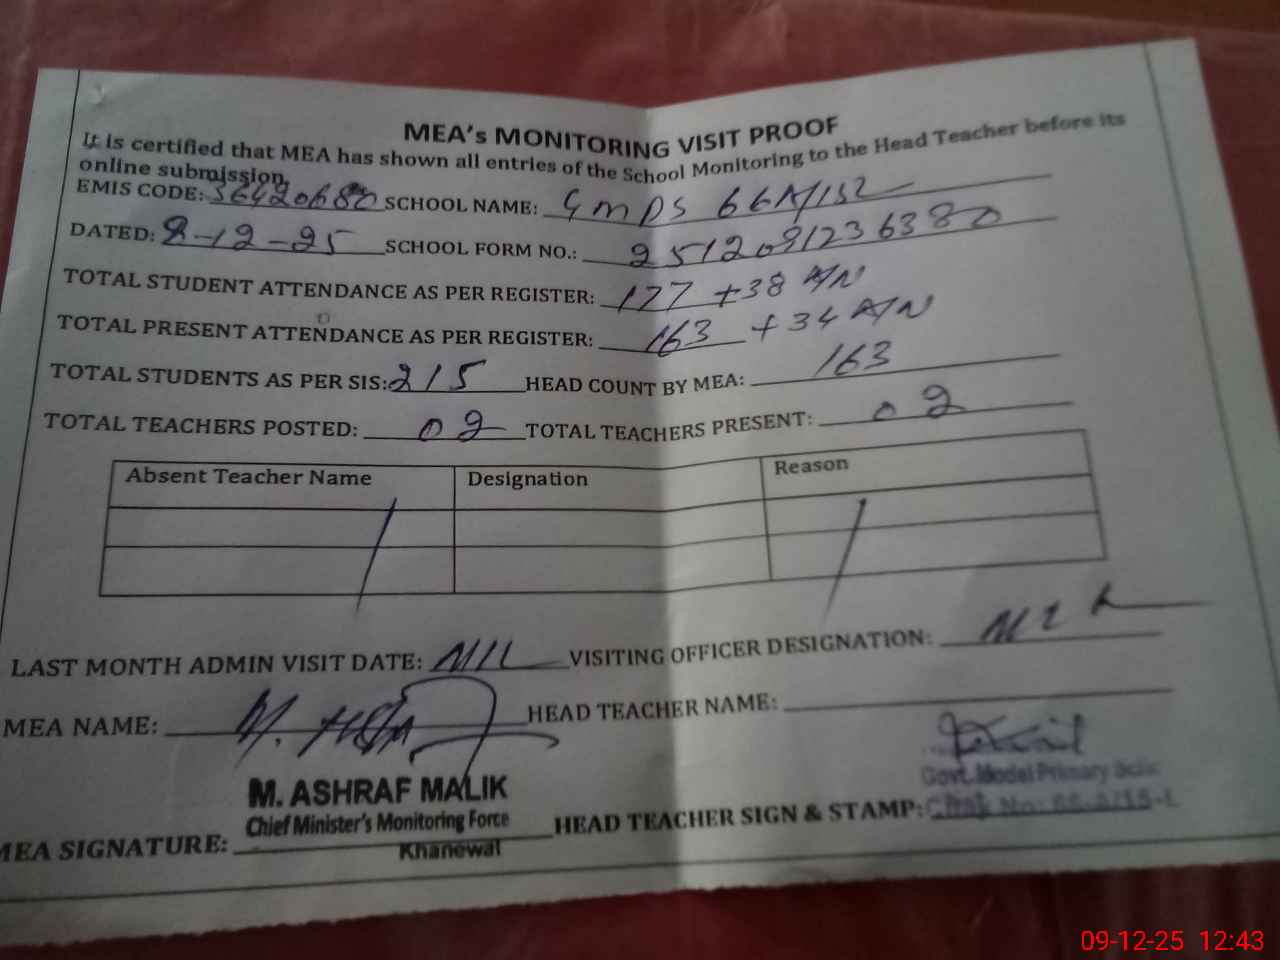 MEA's MONITORING VISIT PROOF
It is certified that MEA has shown all entries of the School Monitoring to the Head Teacher before its
online submission.
EMIS CODE: 36420680 SCHOOL NAME: GMPS 66A/15L
DATED: 8-12-25 SCHOOL FORM NO.: 2512081236380
TOTAL STUDENT ATTENDANCE AS PER REGISTER: 177 +38 A/N
TOTAL PRESENT ATTENDANCE AS PER REGISTER: 163 +34 A/N
TOTAL STUDENTS AS PER SIS: 215 HEAD COUNT BY MEA: 163
TOTAL TEACHERS POSTED: 02 TOTAL TEACHERS PRESENT: 02
Absent Teacher Name Designation Reason
LAST MONTH ADMIN VISIT DATE: NIL VISITING OFFICER DESIGNATION:
MEA NAME: HEAD TEACHER NAME:
M. ASHRAF MALIK
Chief Minister's Monitoring Force
Khanewal
MEA SIGNATURE: HEAD TEACHER SIGN & STAMP:
Govt. Model Primary
Chak No:
09-12-25 12:43